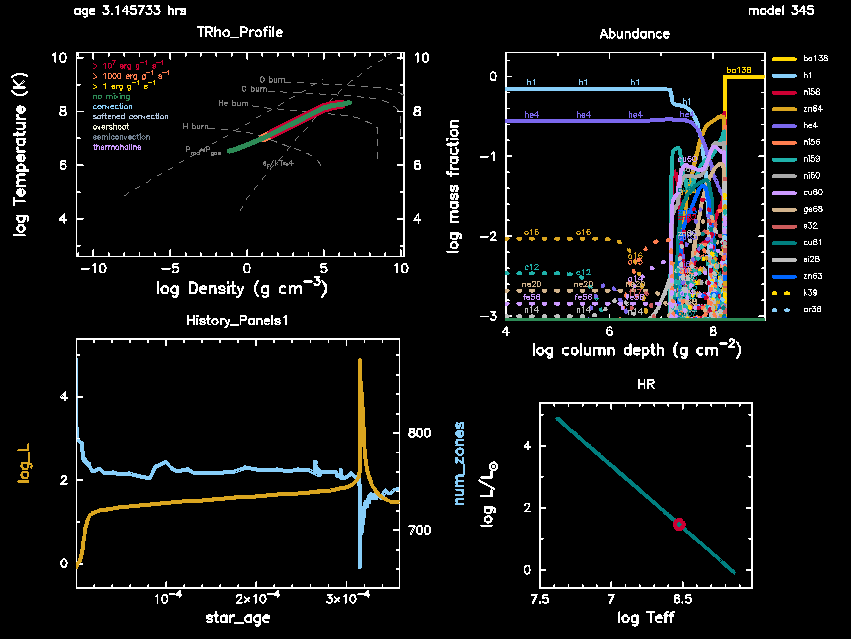 age 3.145733 hrs
model 345
TRho_Profile
> 10⁷ erg g⁻¹ s⁻¹
> 1000 erg g⁻¹ s⁻¹
> 1 erg g⁻¹ s⁻¹
no mixing
convection
softened convection
overshoot
semiconvection
thermohaline
O burn
C burn
He burn
H burn
10
8
6
4
10
8
6
4
log Temperature (K)
−10
−5
0
5
10
log Density (g cm⁻³)
Abundance
ba138
h1
h1
h1
h1
he4
he4
he4
o16
o16
o16
c12
c12
ne20
ne20
ne20
fe56
fe56
fe56
n14
n14
n14
0
−1
−2
−3
log mass fraction
4
6
8
log column depth (g cm⁻²)
ba138
h1
ni58
zn64
he4
ni56
ni59
ni60
cu60
ge68
s32
cu61
si28
zn63
k39
ar36
History_Panels1
4
2
0
log_L
800
700
num_zones
10⁻⁴
2×10⁻⁴
3×10⁻⁴
star_age
HR
4
2
0
log L/L☉
7.5
7
6.5
log Teff